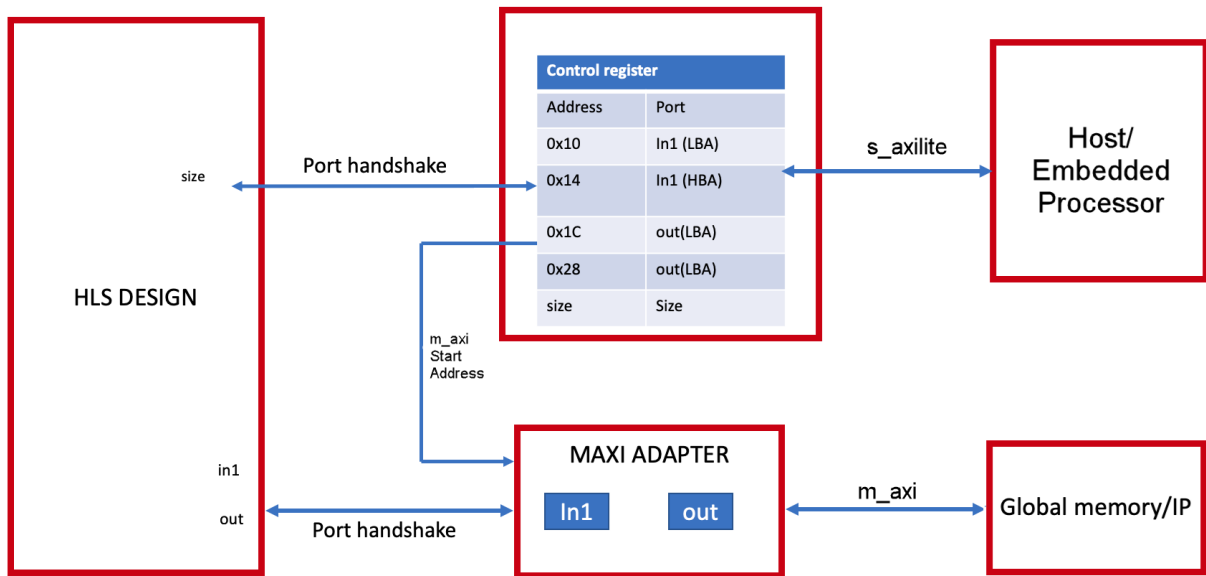 Control register
Address Port
0x10 In1 (LBA)
0x14 In1 (HBA)
0x1C out(LBA)
0x28 out(LBA)
size Size
size
Port handshake
s_axilite
Host/
Embedded
Processor
HLS DESIGN
m_axi
Start
Address
in1
out
Port handshake
MAXI ADAPTER
In1 out
m_axi
Global memory/IP